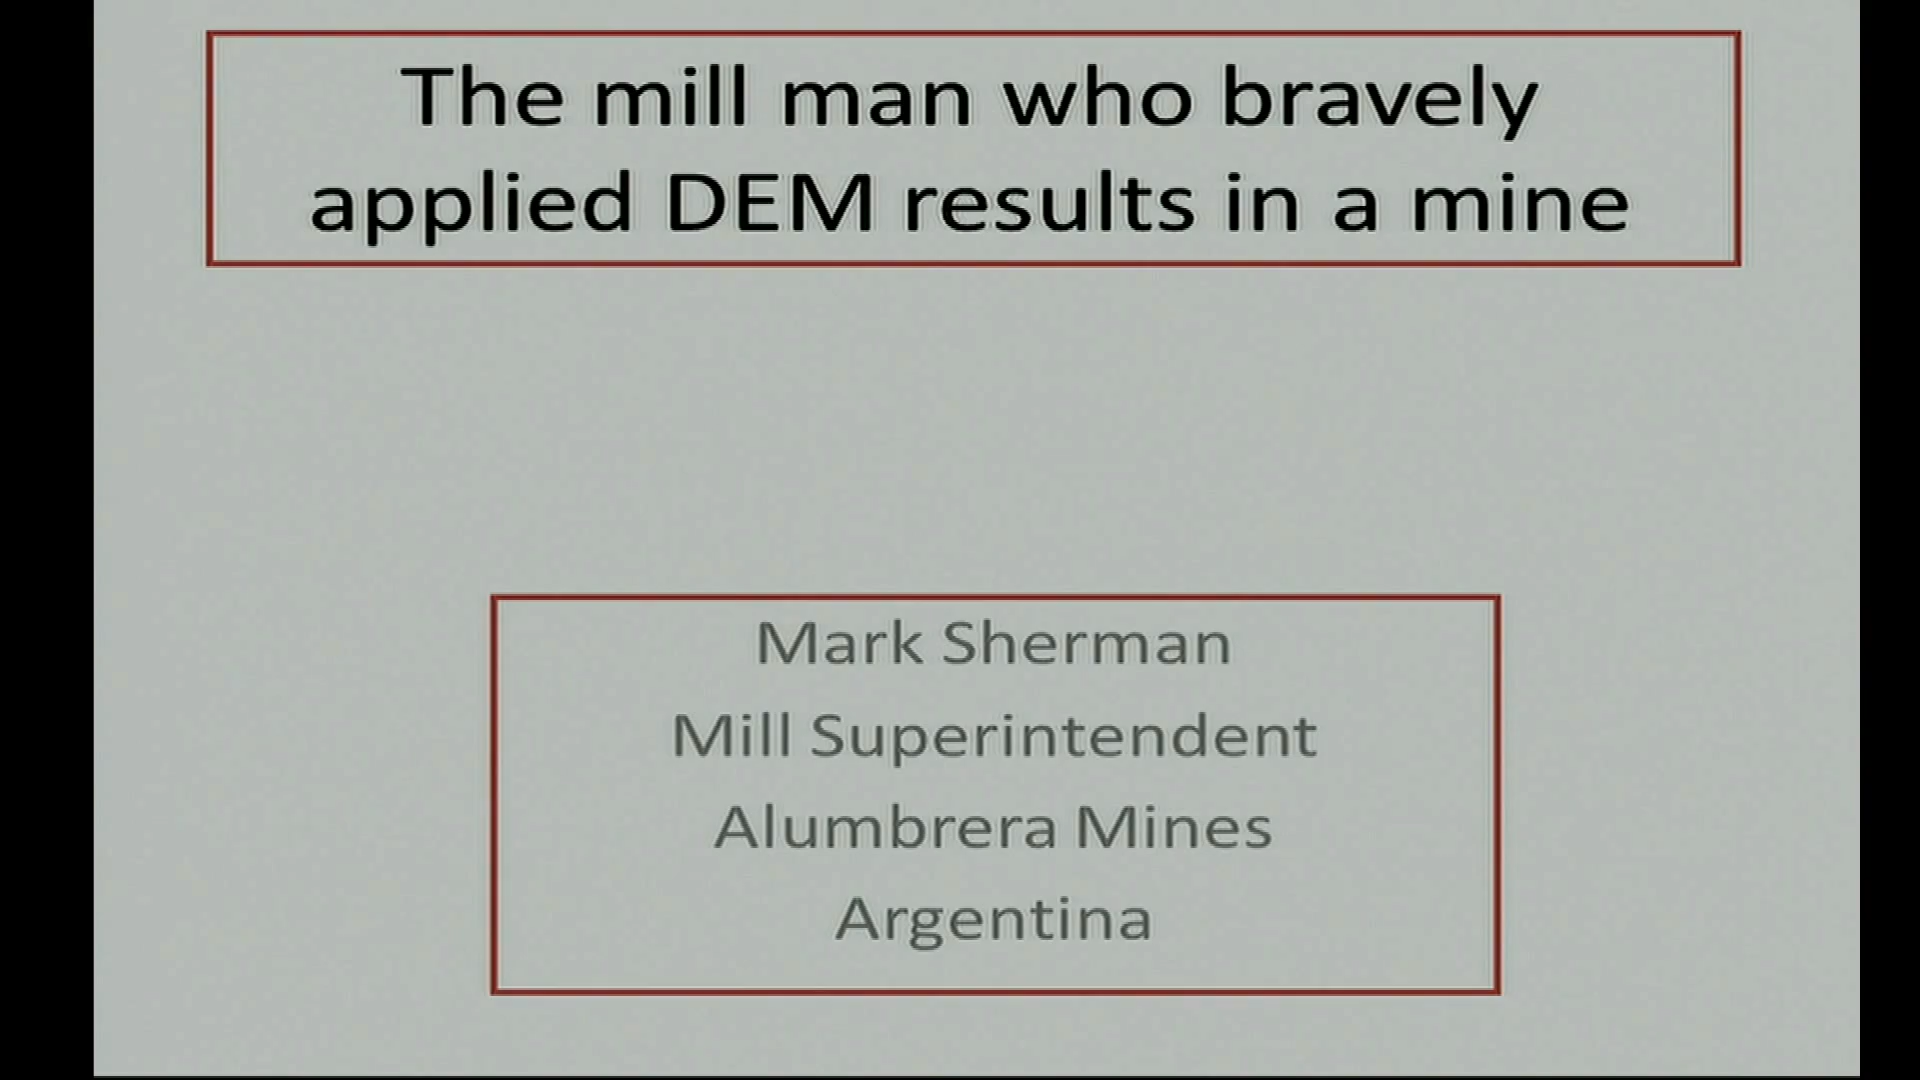 The mill man who bravely
applied DEM results in a mine
Mark Sherman
Mill Superintendent
Alumbrera Mines
Argentina